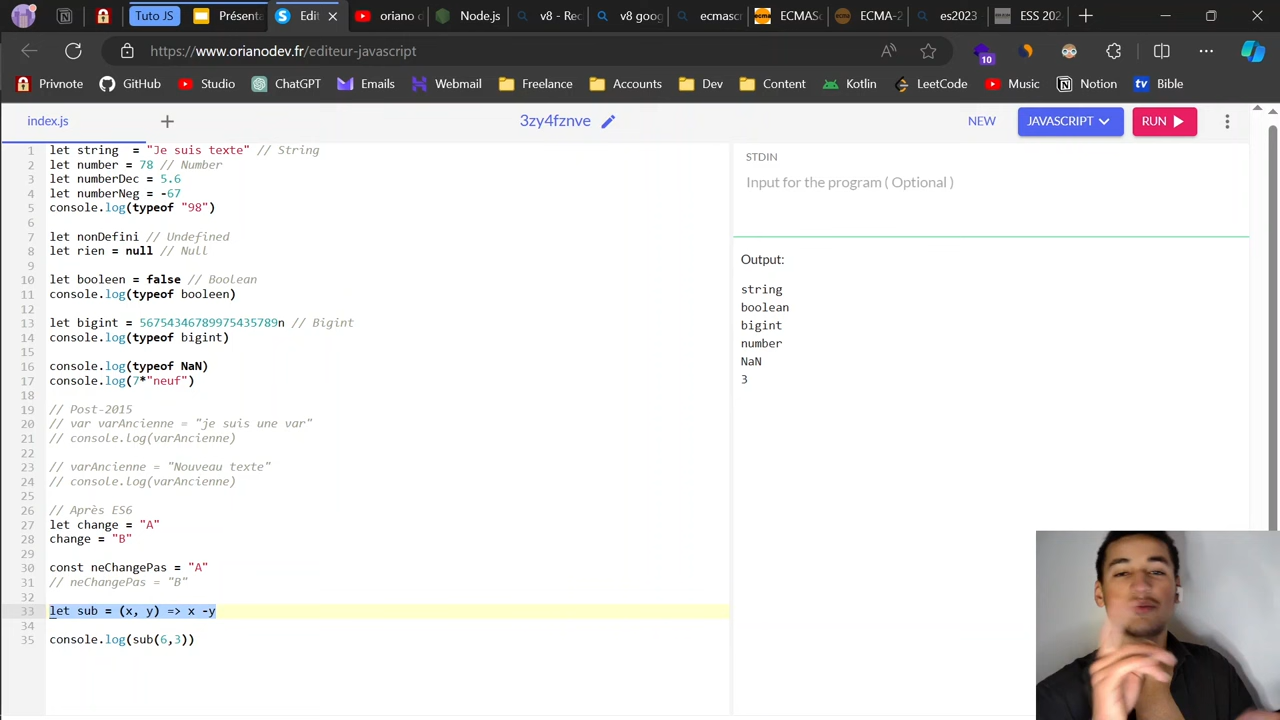 Tuto JS
Présenta
Edit
oriano d
Node.js
v8 - Rec
v8 goog
ecmascr
ECMASc
ECMA-2
es2023
ESS 202
https://www.orianodev.fr/editeur-javascript
10
Privnote
GitHub
Studio
ChatGPT
Emails
Wormail
Freelance
Accounts
Dev
Content
Kotlin
LeetCode
Music
Notion
tv Bible
index.js
3zy4fznve
NEW
JAVASCRIPT
RUN
1 let string = "Je suis texte" // String
2 let number = 78 // Number
3 let numberDec = 5.6
4 let numberNeg = -67
5 console.log(typeof "98")
6
7 let nonDefini // Undefined
8 let rien = null // Null
9
10 let booleen = false // Boolean
11 console.log(typeof booleen)
12
13 let bigint = 56754346789975435789n // Bigint
14 console.log(typeof bigint)
15
16 console.log(typeof NaN)
17 console.log(7*"neuf")
18
19 // Post-2015
20 // var varAncienne = "je suis une var"
21 // console.log(varAncienne)
22
23 // varAncienne = "Nouveau texte"
24 // console.log(varAncienne)
25
26 // Après ES6
27 let change = "A"
28 change = "B"
29
30 const neChangePas = "A"
31 // neChangePas = "B"
32
33 let sub = (x, y) => x -y
34
35 console.log(sub(6,3))
STDIN
Input for the program ( Optional )
Output:
string
boolean
bigint
number
NaN
3